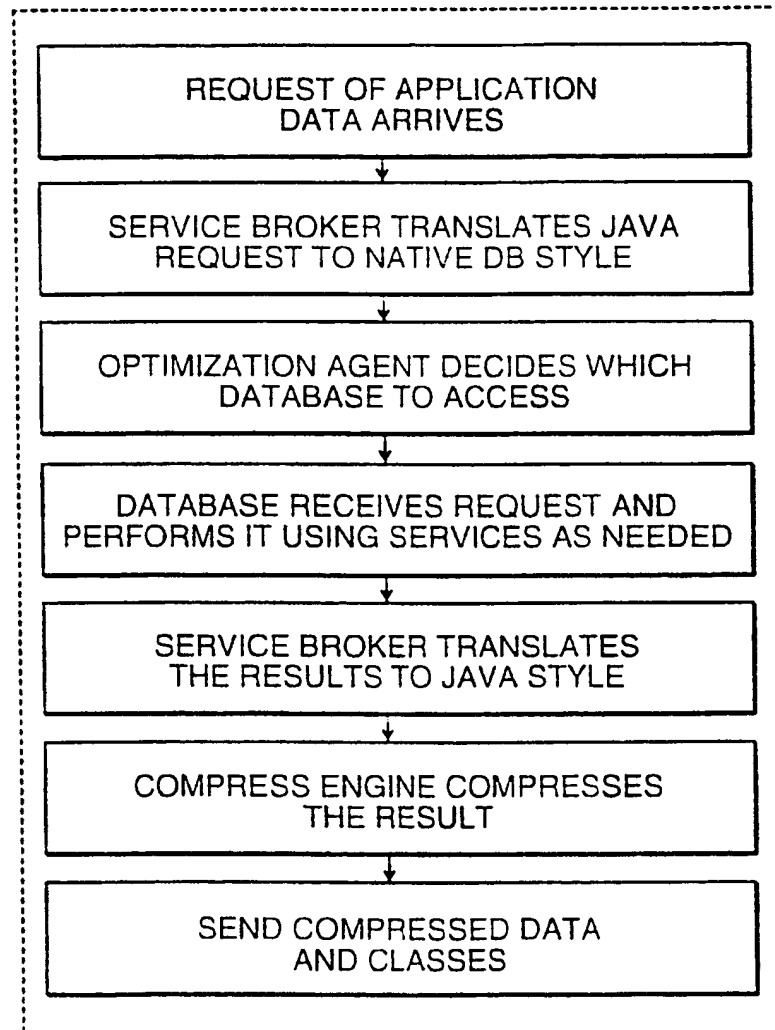 REQUEST OF APPLICATION
DATA ARRIVES
SERVICE BROKER TRANSLATES JAVA
REQUEST TO NATIVE DB STYLE
OPTIMIZATION AGENT DECIDES WHICH
DATABASE TO ACCESS
DATABASE RECEIVES REQUEST AND
PERFORMS IT USING SERVICES AS NEEDED
SERVICE BROKER TRANSLATES
THE RESULTS TO JAVA STYLE
COMPRESS ENGINE COMPRESSES
THE RESULT
SEND COMPRESSED DATA
AND CLASSES